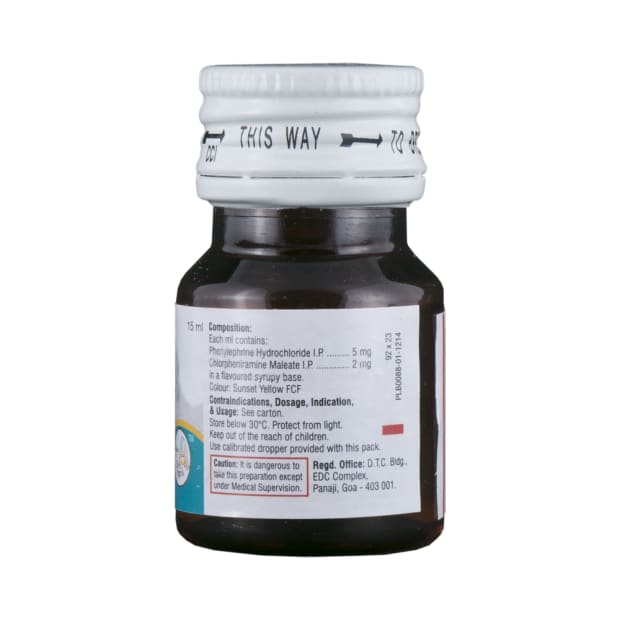 CCI THIS WAY TO
15 ml
Composition:
Each ml contains:
Phenylephrine Hydrochloride I.P. ......... 5 mg
Chlorpheniramine Maleate I.P. ............. 2 mg
in a flavoured syrupy base.
Colour: Sunset Yellow FCF
Contraindications, Dosage, Indication,
& Usage: See carton.
Store below 30°C. Protect from light.
Keep out of the reach of children.
Use calibrated dropper provided with this pack.
Caution: It is dangerous to
take this preparation except
under Medical Supervision.
Regd. Office: D.T.C. Bldg.,
EDC Complex,
Panaji, Goa - 403 001.
92 x 23
PLB0088-01-1214